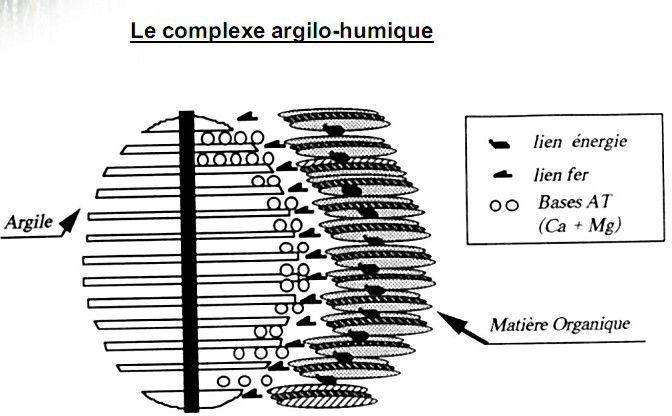 Le complexe argilo-humique
lien énergie
lien fer
Bases AT
(Ca + Mg)
Argile
Matière Organique